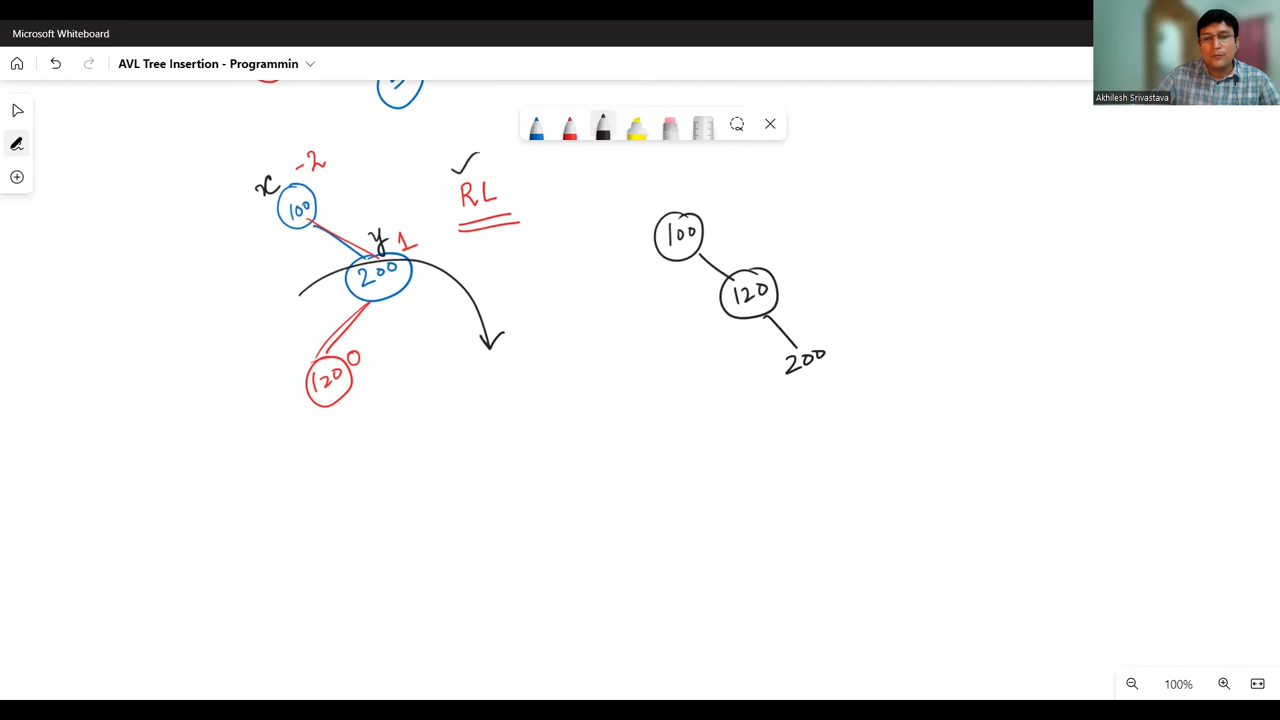 Microsoft Whiteboard
AVL Tree Insertion - Programmin
Akhilesh Srivastava
x
-2
100
RL
y
1
200
120
0
100
120
200
100%